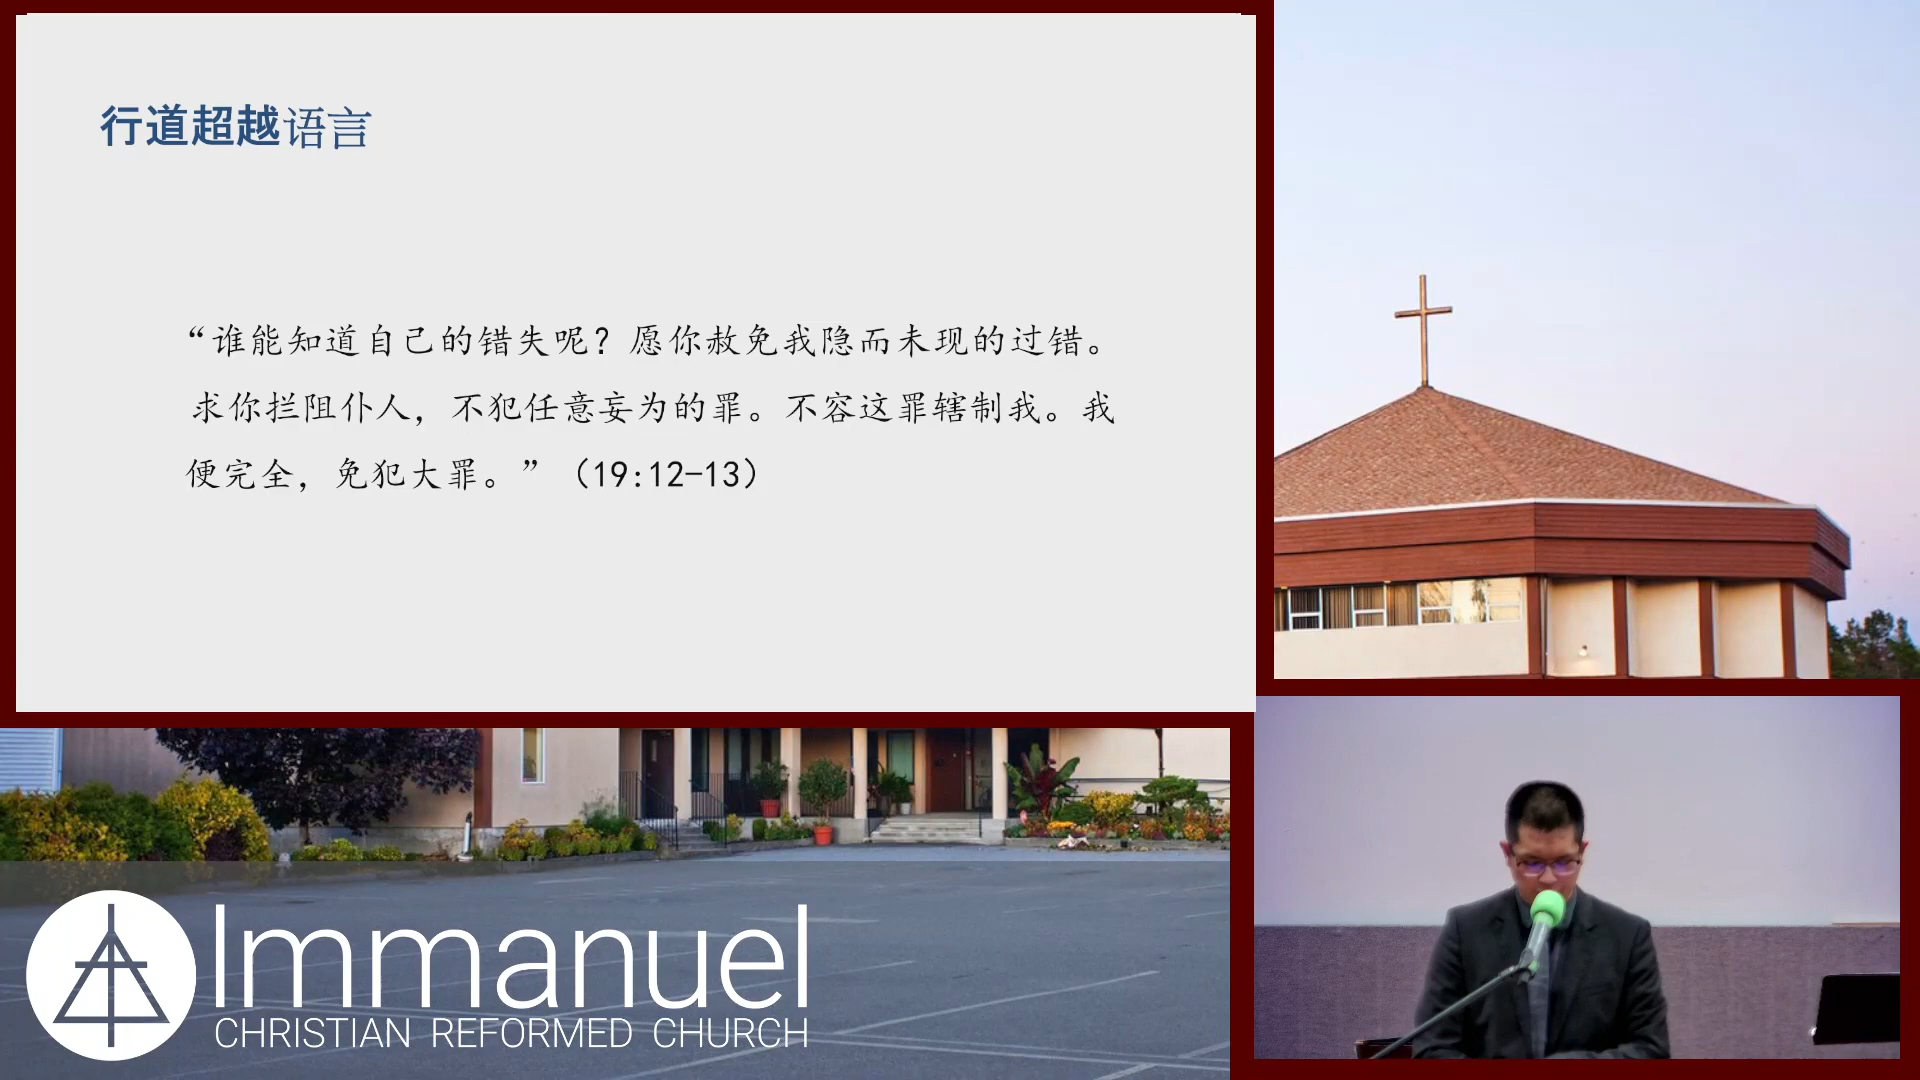 行道超越语言
“谁能知道自己的错失呢？愿你赦免我隐而未现的过错。
求你拦阻仆人，不犯任意妄为的罪。不容这罪辖制我。我
便完全，免犯大罪。”（19:12-13）
Immanuel
CHRISTIAN REFORMED CHURCH